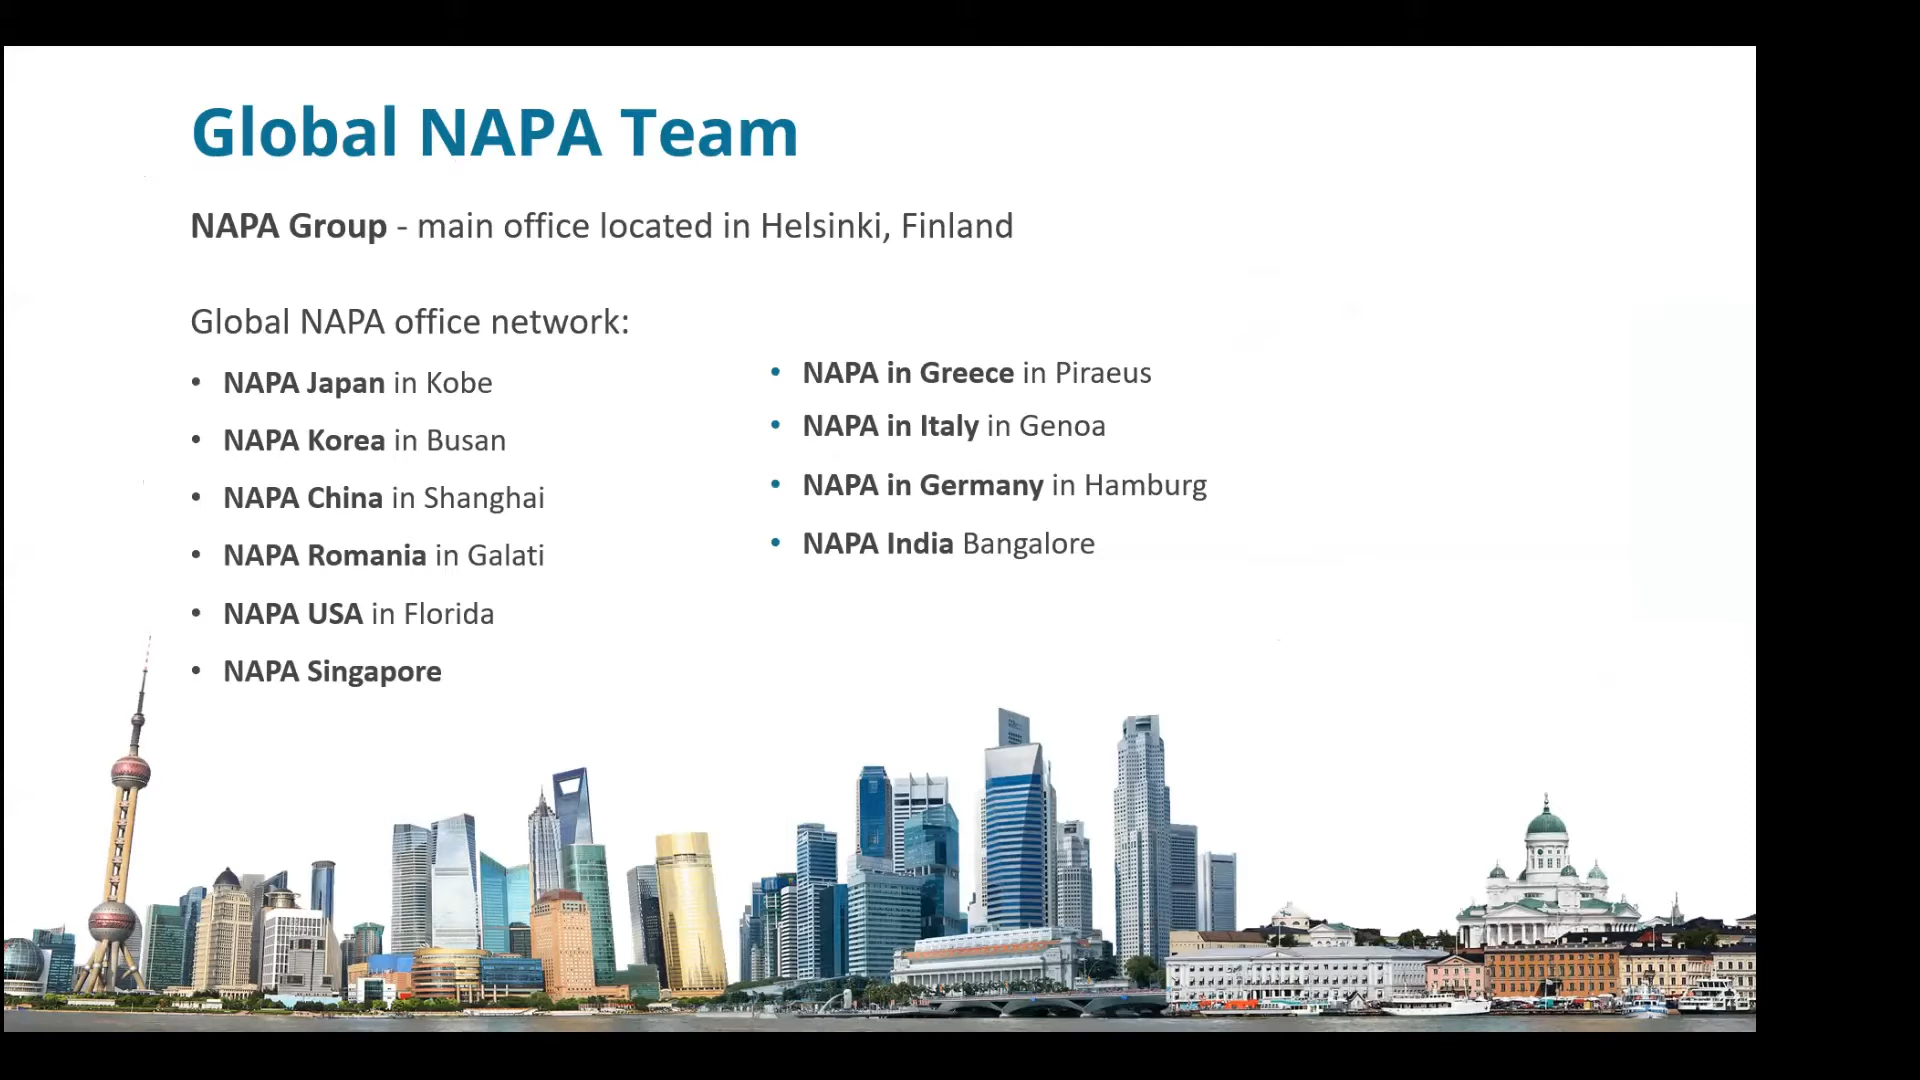 Global NAPA Team
NAPA Group - main office located in Helsinki, Finland
Global NAPA office network:
• NAPA Japan in Kobe
• NAPA Korea in Busan
• NAPA China in Shanghai
• NAPA Romania in Galati
• NAPA USA in Florida
• NAPA Singapore
• NAPA in Greece in Piraeus
• NAPA in Italy in Genoa
• NAPA in Germany in Hamburg
• NAPA India Bangalore